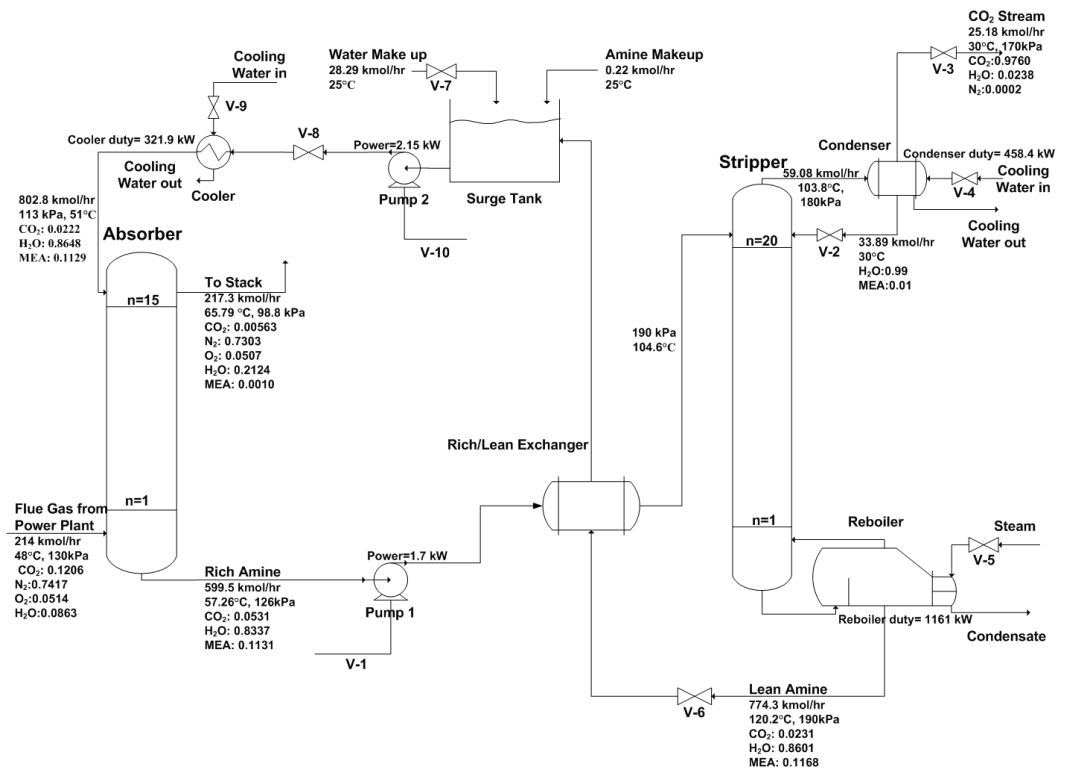 CO₂ Stream
25.18 kmol/hr
30°C, 170kPa
CO₂:0.9760
H₂O: 0.0238
N₂:0.0002
V-3
Water Make up
28.29 kmol/hr
25°C
V-7
Amine Makeup
0.22 kmol/hr
25°C
Cooling
Water in
V-9
Cooler duty= 321.9 kW
V-8
Power=2.15 kW
Cooling
Water out
Cooler
Pump 2
V-10
Surge Tank
Stripper
Condenser
Condenser duty= 458.4 kW
Cooling
Water in
V-4
Cooling
Water out
59.08 kmol/hr
103.8°C,
180kPa
n=20
V-2
33.89 kmol/hr
30°C
H₂O:0.99
MEA:0.01
802.8 kmol/hr
113 kPa, 51°C
CO₂: 0.0222
H₂O: 0.8648
MEA: 0.1129
Absorber
n=15
To Stack
217.3 kmol/hr
65.79 °C, 98.8 kPa
CO₂: 0.00563
N₂: 0.7303
O₂: 0.0507
H₂O: 0.2124
MEA: 0.0010
190 kPa
104.6°C
Rich/Lean Exchanger
n=1
Flue Gas from
Power Plant
214 kmol/hr
48°C, 130kPa
CO₂: 0.1206
N₂:0.7417
O₂:0.0514
H₂O:0.0863
Rich Amine
599.5 kmol/hr
57.26°C, 126kPa
CO₂: 0.0531
H₂O: 0.8337
MEA: 0.1131
Power=1.7 kW
Pump 1
V-1
n=1
Reboiler
Steam
V-5
Reboiler duty= 1161 kW
Condensate
V-6
Lean Amine
774.3 kmol/hr
120.2°C, 190kPa
CO₂: 0.0231
H₂O: 0.8601
MEA: 0.1168